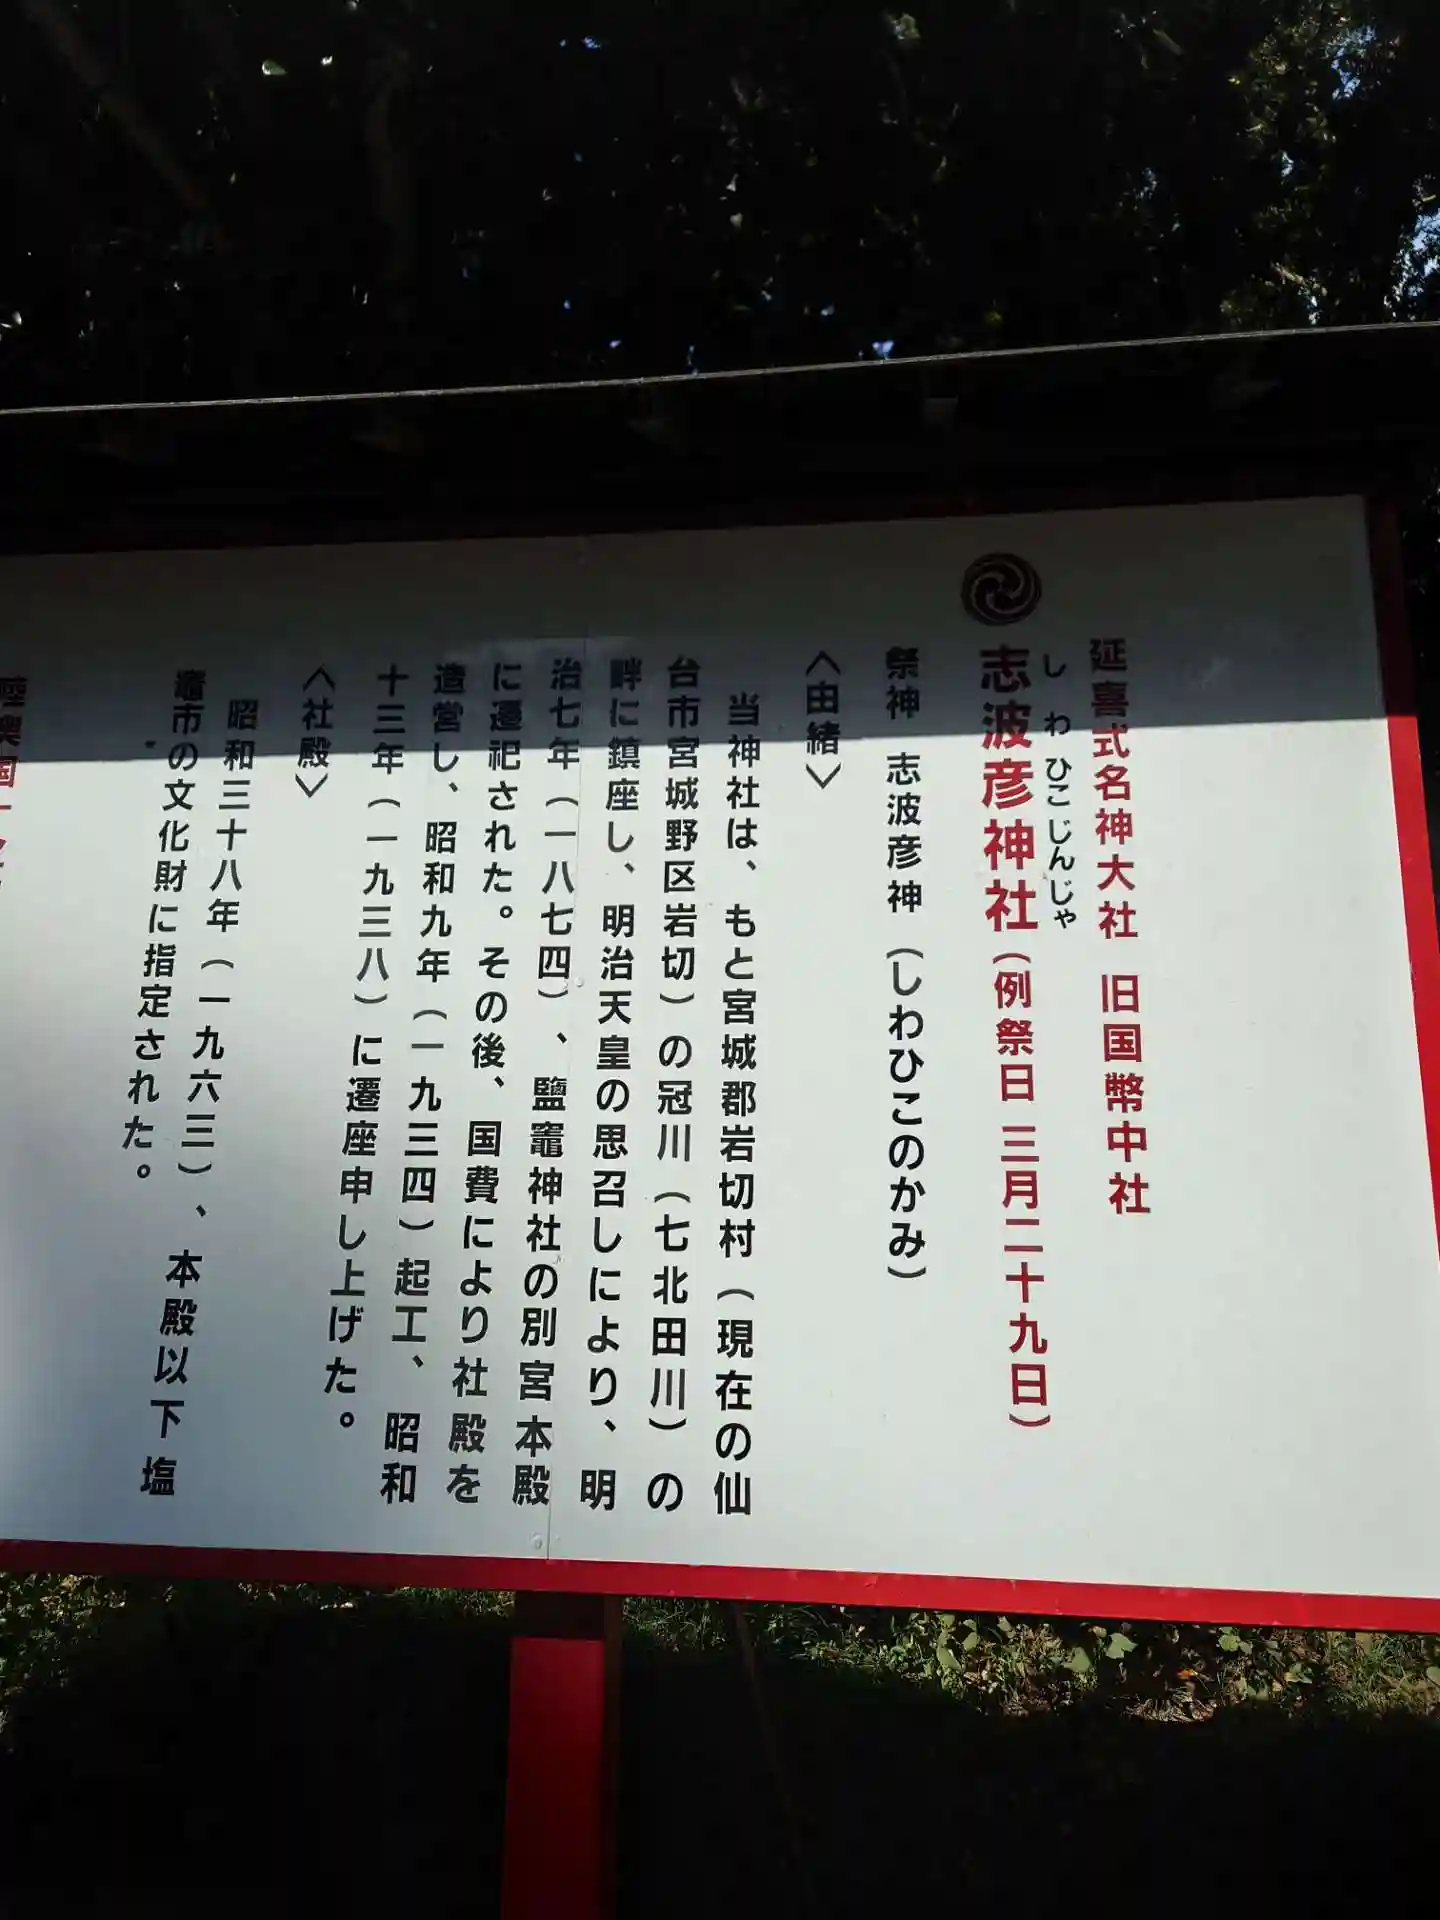 延喜式名神大社 旧国幣中社
しわひこじんじゃ
志波彦神社（例祭日 三月二十九日）
祭神 志波彦神（しわひこのかみ）
〈由緒〉
当神社は、もと宮城郡岩切村（現在の仙
台市宮城野区岩切）の冠川（七北田川）の
畔に鎮座し、明治天皇の思召しにより、明
治七年（一八七四）、鹽竈神社の別宮本殿
に遷祀された。その後、国費により社殿を
造営し、昭和九年（一九三四）起工、昭和
十三年（一九三八）に遷座申し上げた。
〈社殿〉
昭和三十八年（一九六三）、本殿以下塩
竈市の文化財に指定された。
陸奥国一